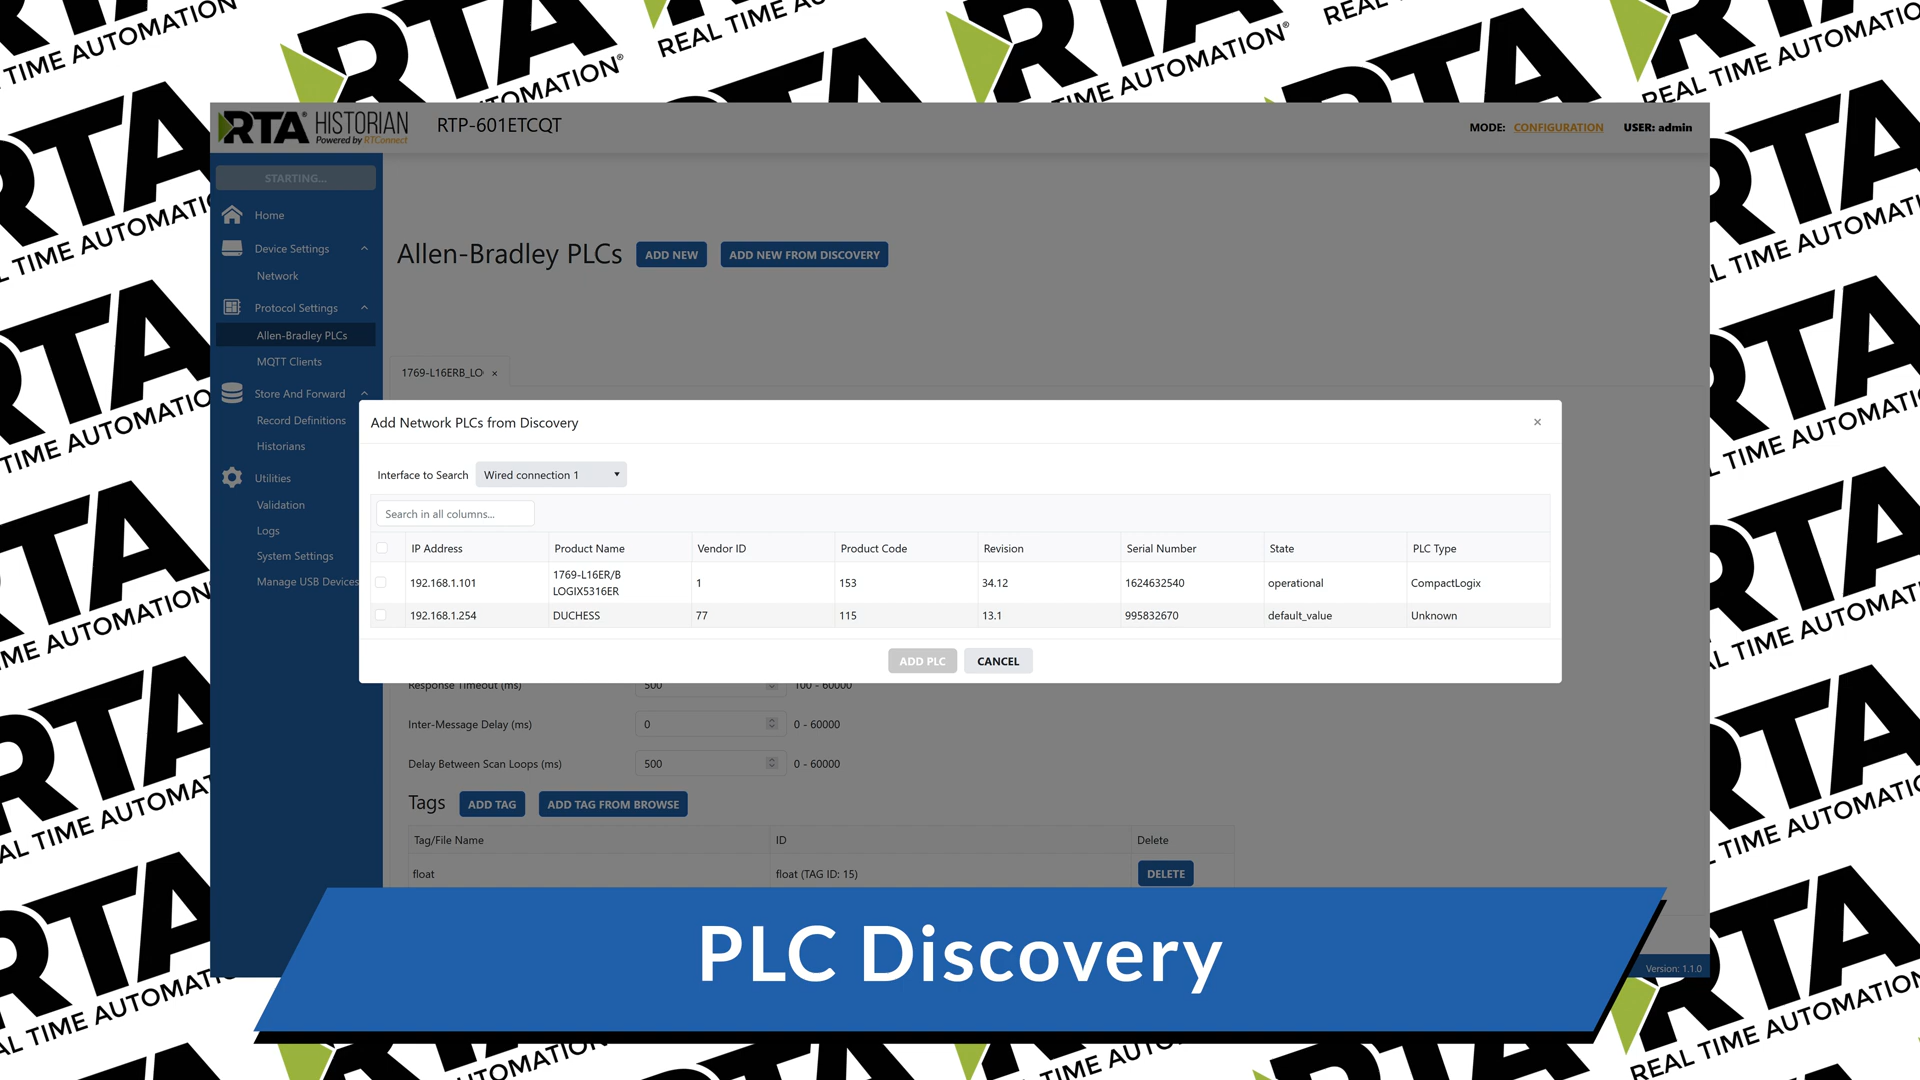 RTA HISTORIAN
Powered by RTConnect
RTP-601ETCQT
MODE: CONFIGURATION USER: admin
STARTING...
Home
Device Settings
Network
Protocol Settings
Allen-Bradley PLCs
MQTT Clients
Store And Forward
Record Definitions
Historians
Utilities
Validation
Logs
System Settings
Manage USB Devices
Allen-Bradley PLCs ADD NEW ADD NEW FROM DISCOVERY
1769-L16ERB_LO ×
Add Network PLCs from Discovery ×
Interface to Search Wired connection 1
Search in all columns...
IP Address Product Name Vendor ID Product Code Revision Serial Number State PLC Type
192.168.1.101 1769-L16ER/B LOGIX5316ER 1 153 34.12 1624632540 operational CompactLogix
192.168.1.254 DUCHESS 77 115 13.1 995832670 default_value Unknown
ADD PLC CANCEL
Response Timeout (ms) 500 100 - 60000
Inter-Message Delay (ms) 0 0 - 60000
Delay Between Scan Loops (ms) 500 0 - 60000
Tags ADD TAG ADD TAG FROM BROWSE
Tag/File Name ID Delete
float float (TAG ID: 15) DELETE
PLC Discovery
Version: 1.1.0
RTA
REAL TIME AUTOMATION®